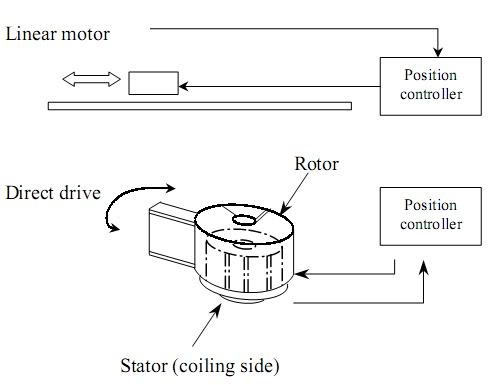 Linear motor
Position
controller
Rotor
Direct drive
Position
controller
Stator (coiling side)